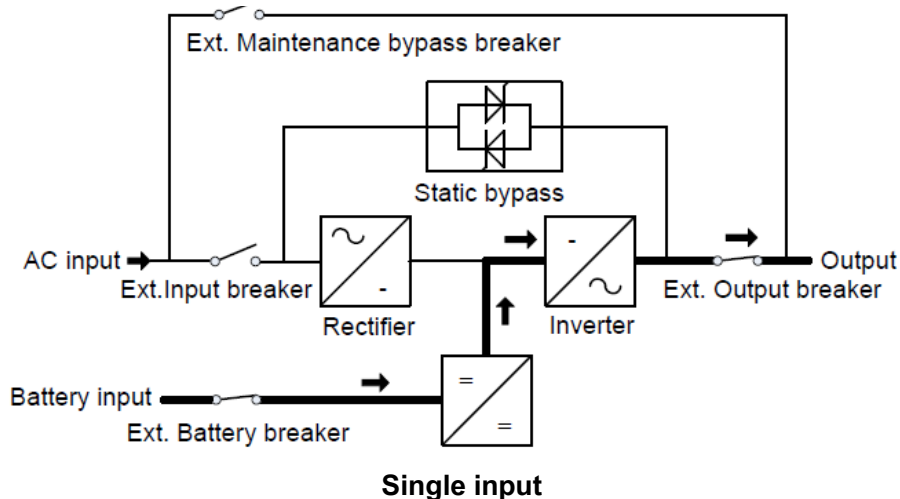 Ext. Maintenance bypass breaker
Static bypass
AC input
Ext.Input breaker
Rectifier
-
-
Inverter
Ext. Output breaker
Output
Battery input
Ext. Battery breaker
=
=
Single input